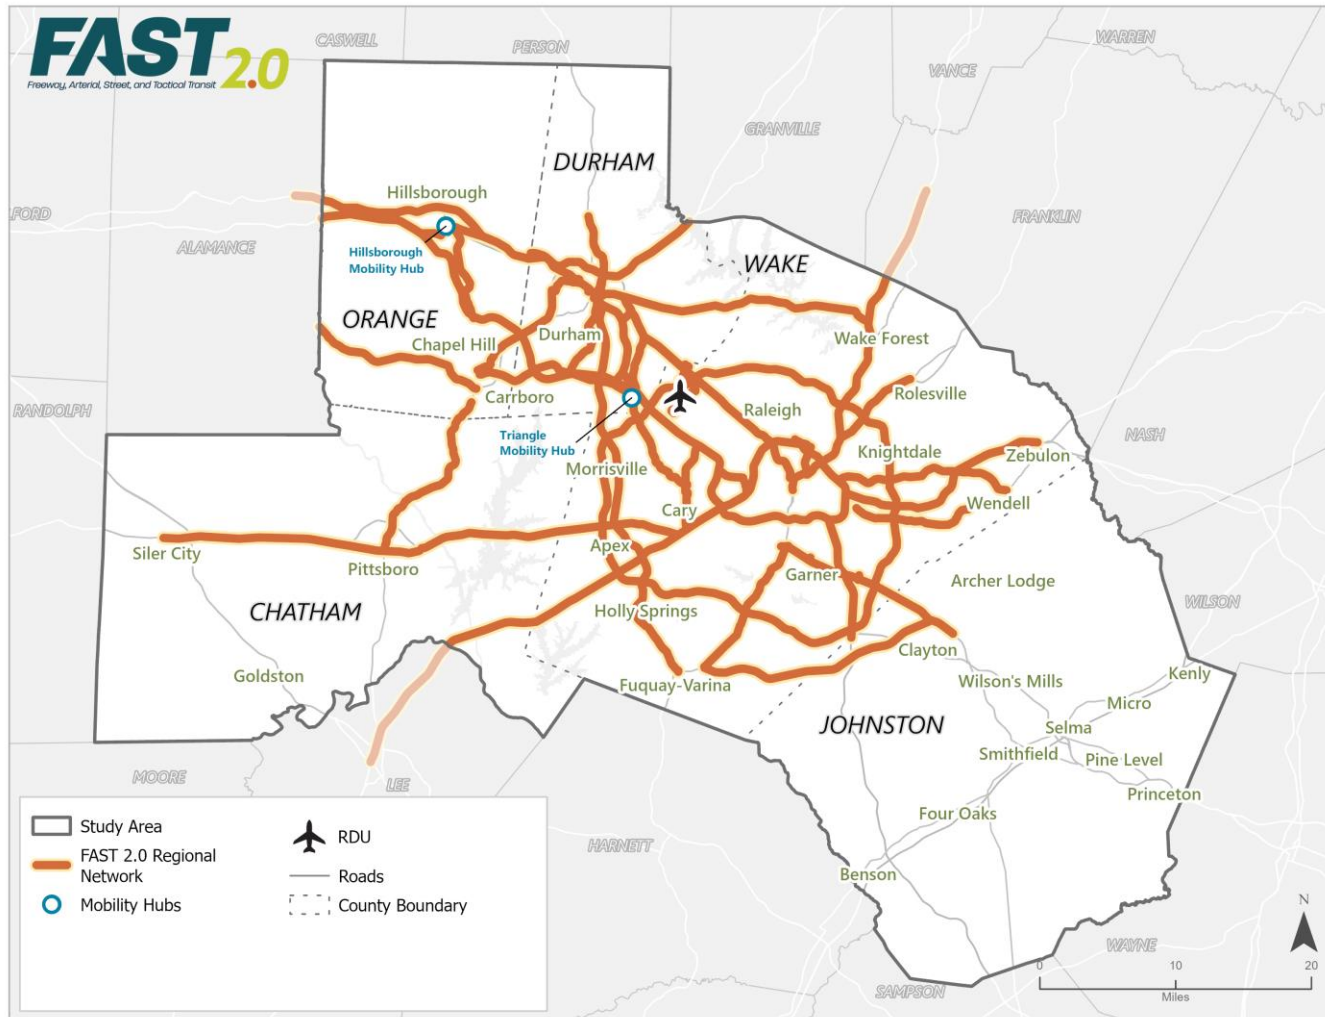 FAST 2.0
Freeway, Arterial, Street, and Tactical Transit
CASWELL
PERSON
WARREN
VANCE
GRANVILLE
DURHAM
Hillsborough
FORD
FRANKLIN
ALAMANCE
Hillsborough
Mobility Hub
WAKE
ORANGE
Durham
Chapel Hill
Wake Forest
Carrboro
Rolesville
RANDOLPH
Raleigh
Triangle
Mobility Hub
NASH
Knightdale
Zebulon
Morrisville
Wendell
Cary
Siler City
Apex
Pittsboro
Garner
Archer Lodge
CHATHAM
Holly Springs
WILSON
Clayton
Goldston
Kenly
Fuquay-Varina
Wilson's Mills
Micro
JOHNSTON
Selma
Smithfield
Pine Level
MOORE
LEE
Princeton
Four Oaks
HARNETT
Benson
WAYNE
SAMPSON
Study Area
FAST 2.0 Regional
Network
Mobility Hubs
RDU
Roads
County Boundary
N
0 10 20
Miles